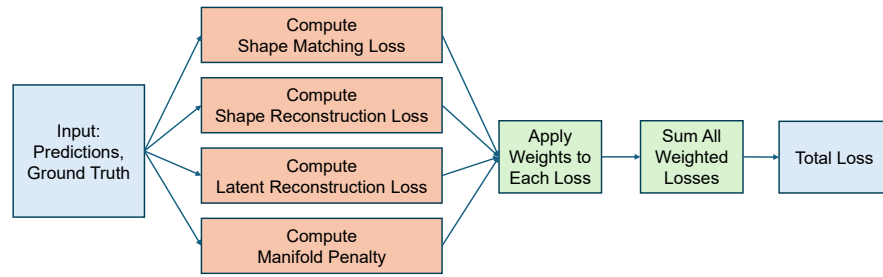 Input:
Predictions,
Ground Truth
Compute
Shape Matching Loss
Compute
Shape Reconstruction Loss
Compute
Latent Reconstruction Loss
Compute
Manifold Penalty
Apply
Weights to
Each Loss
Sum All
Weighted
Losses
Total Loss